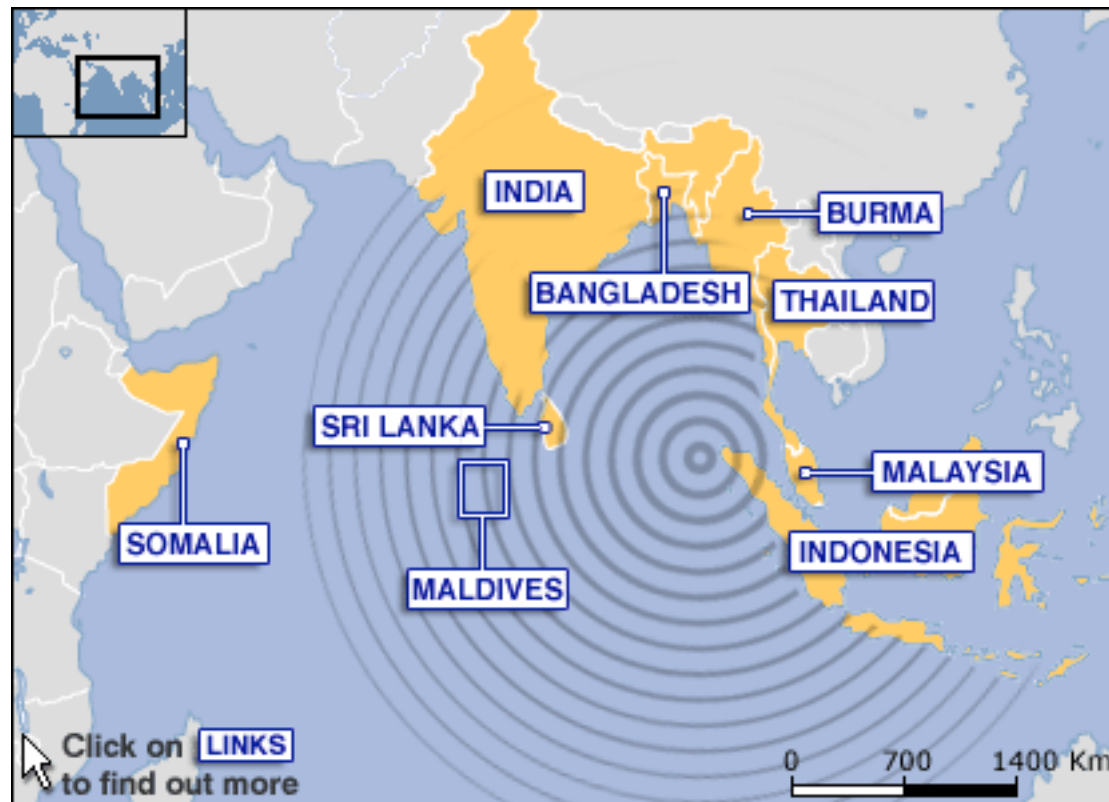 INDIA
BURMA
BANGLADESH
THAILAND
SRI LANKA
MALAYSIA
SOMALIA
INDONESIA
MALDIVES
Click on LINKS
to find out more
0 700 1400 Km